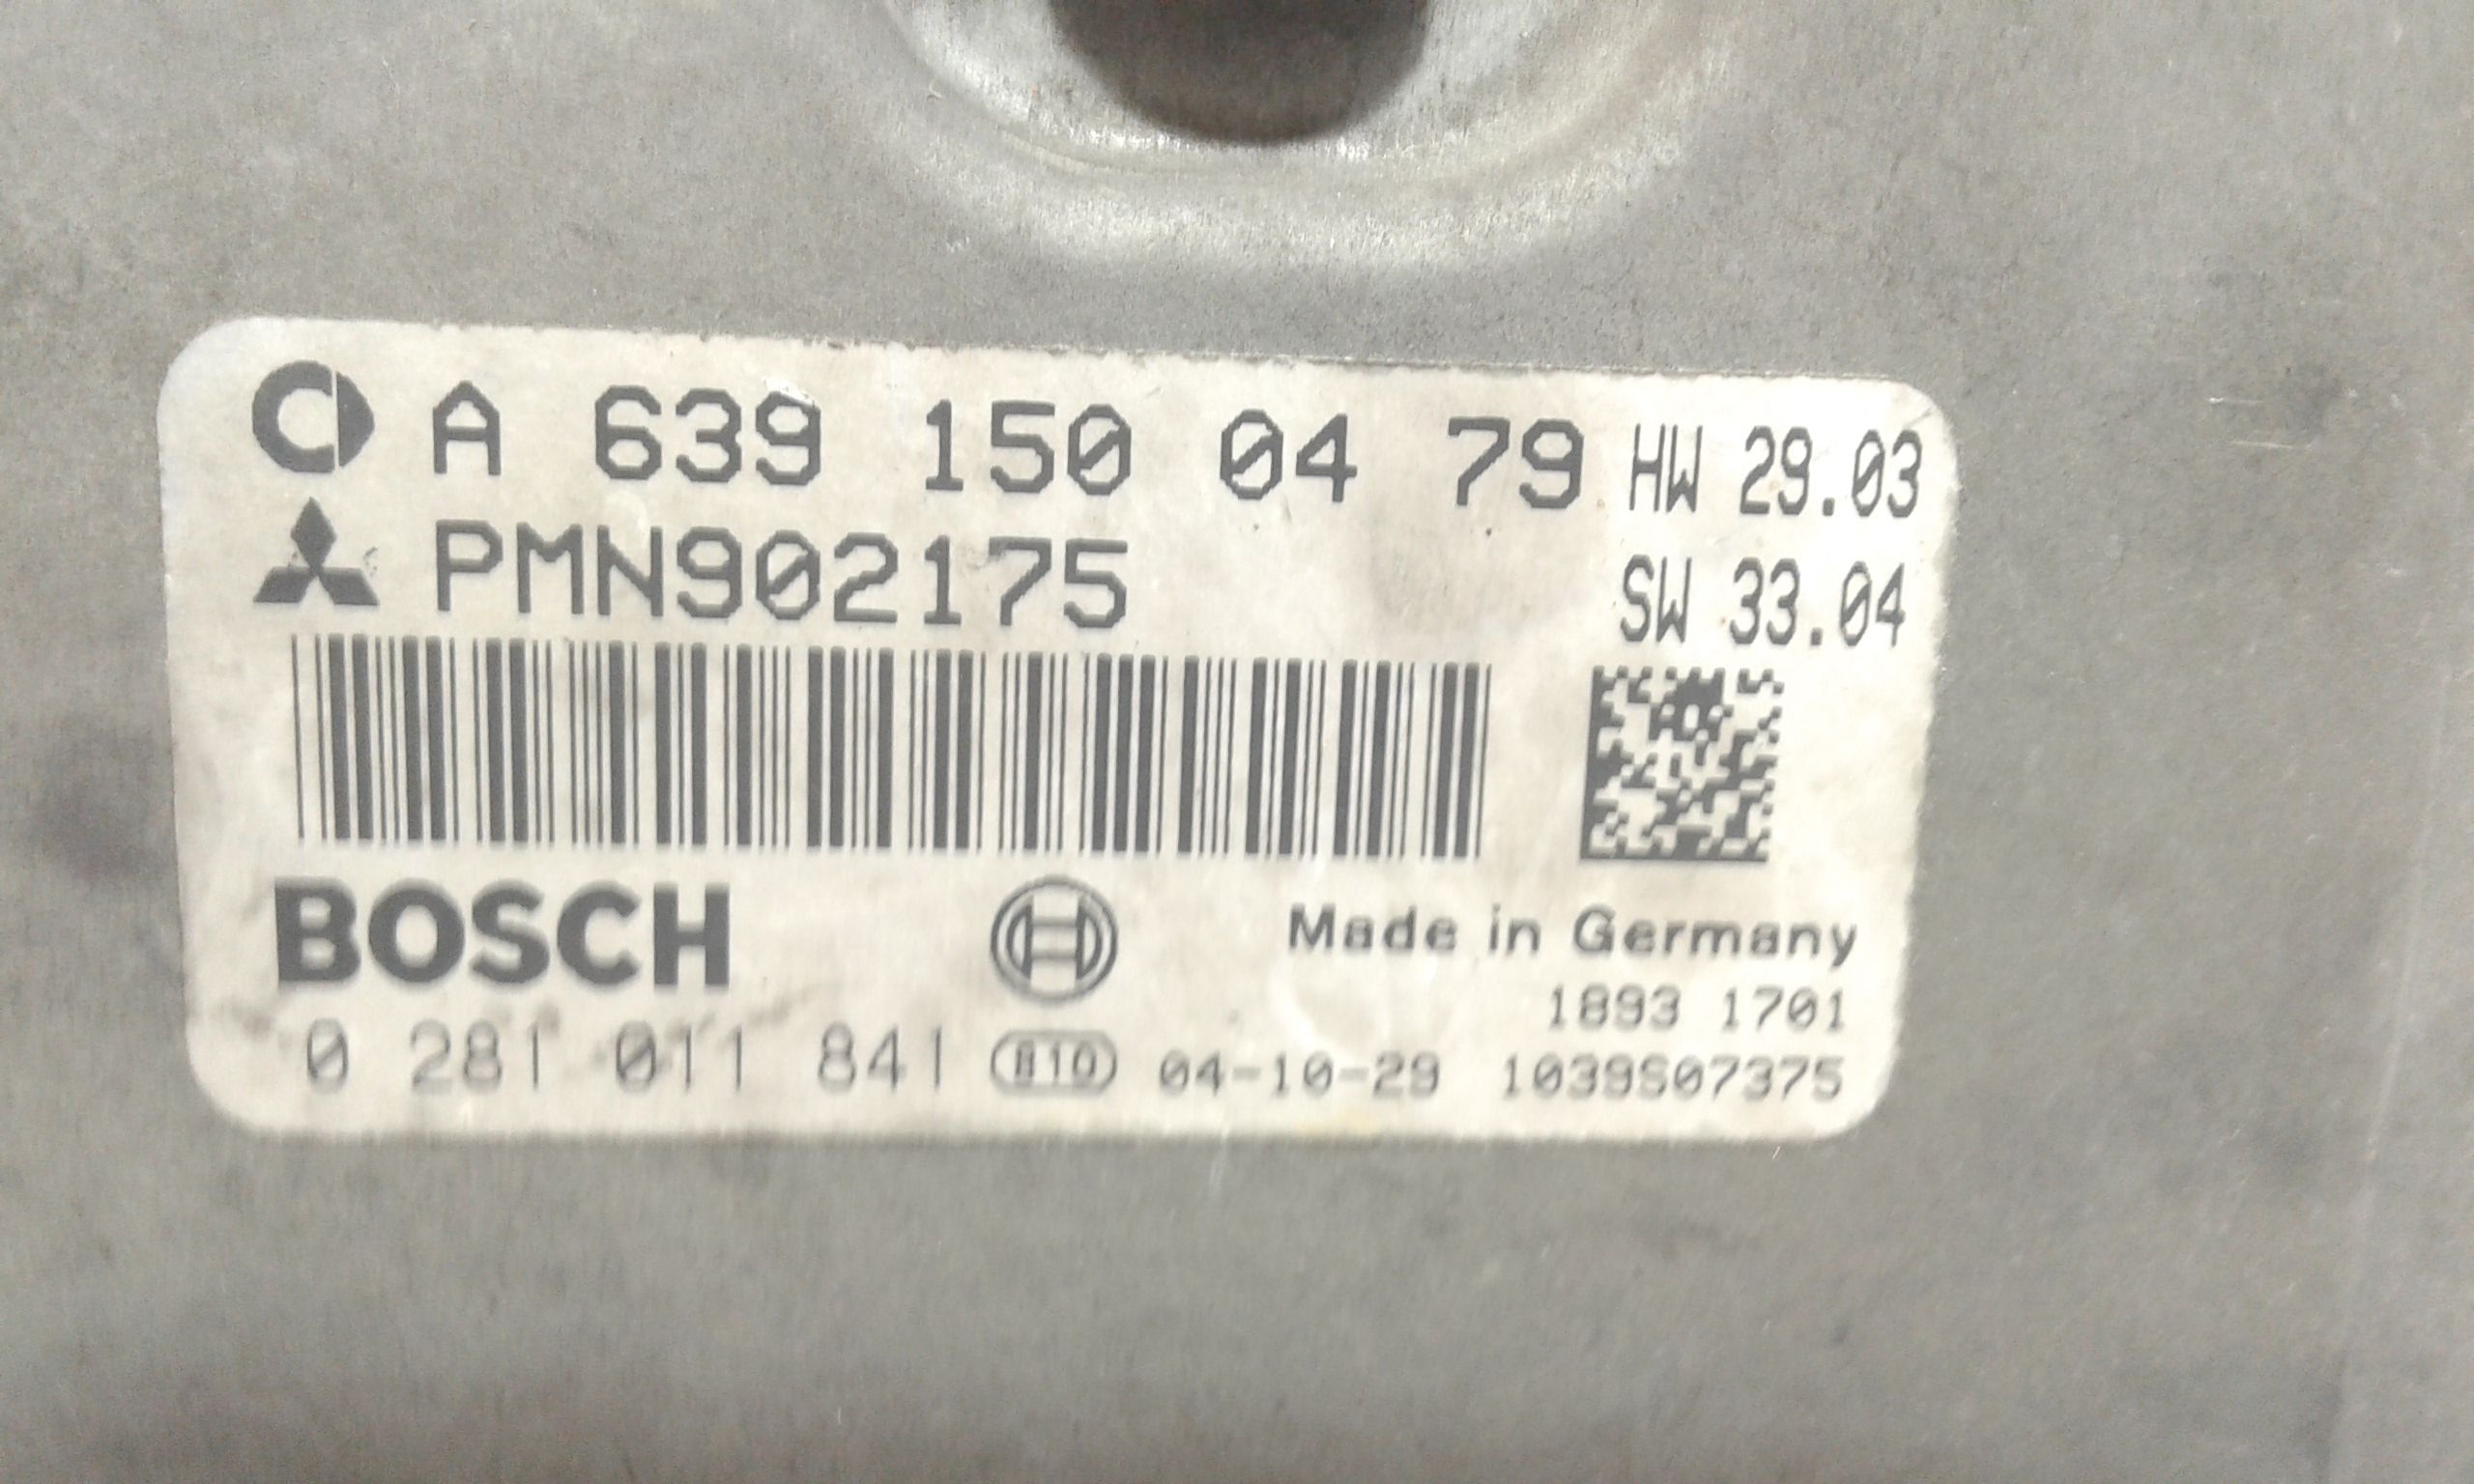 A 639 150 04 79 HW 29.03
PMN902175 SW 33.04
BOSCH Made in Germany
1893 1701
0 281 011 841 B10 04-10-29 1039S07375